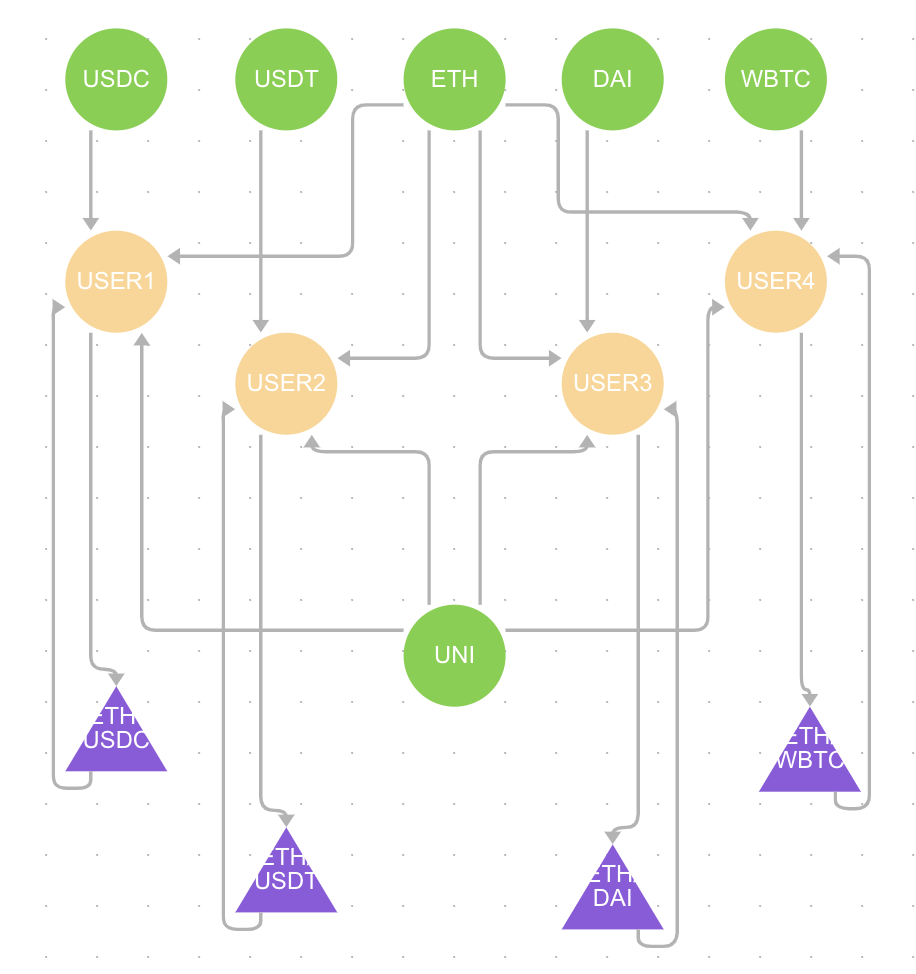 USDC
USDT
ETH
DAI
WBTC
USER1
USER4
USER2
USER3
UNI
ETH
USDC
ETH
WBTC
ETH
USDT
ETH
DAI